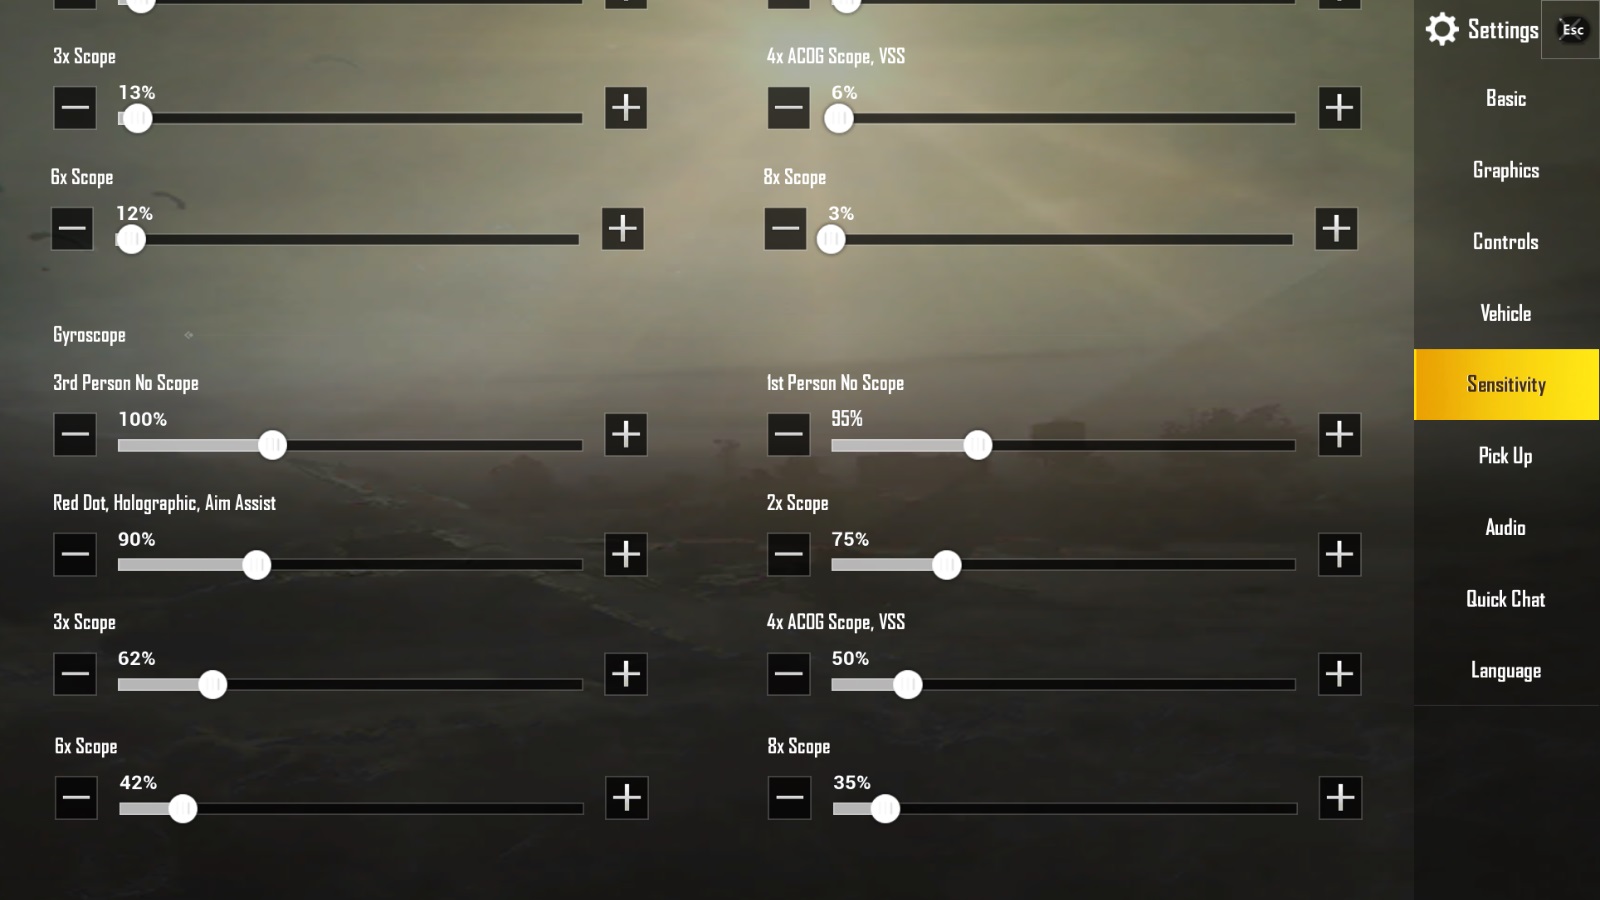 3x Scope
13%
4x ACOG Scope, VSS
6%
6x Scope
12%
8x Scope
3%
Gyroscope
3rd Person No Scope
100%
1st Person No Scope
95%
Red Dot, Holographic, Aim Assist
90%
2x Scope
75%
3x Scope
62%
4x ACOG Scope, VSS
50%
6x Scope
42%
8x Scope
35%
Settings
Esc
Basic
Graphics
Controls
Vehicle
Sensitivity
Pick Up
Audio
Quick Chat
Language